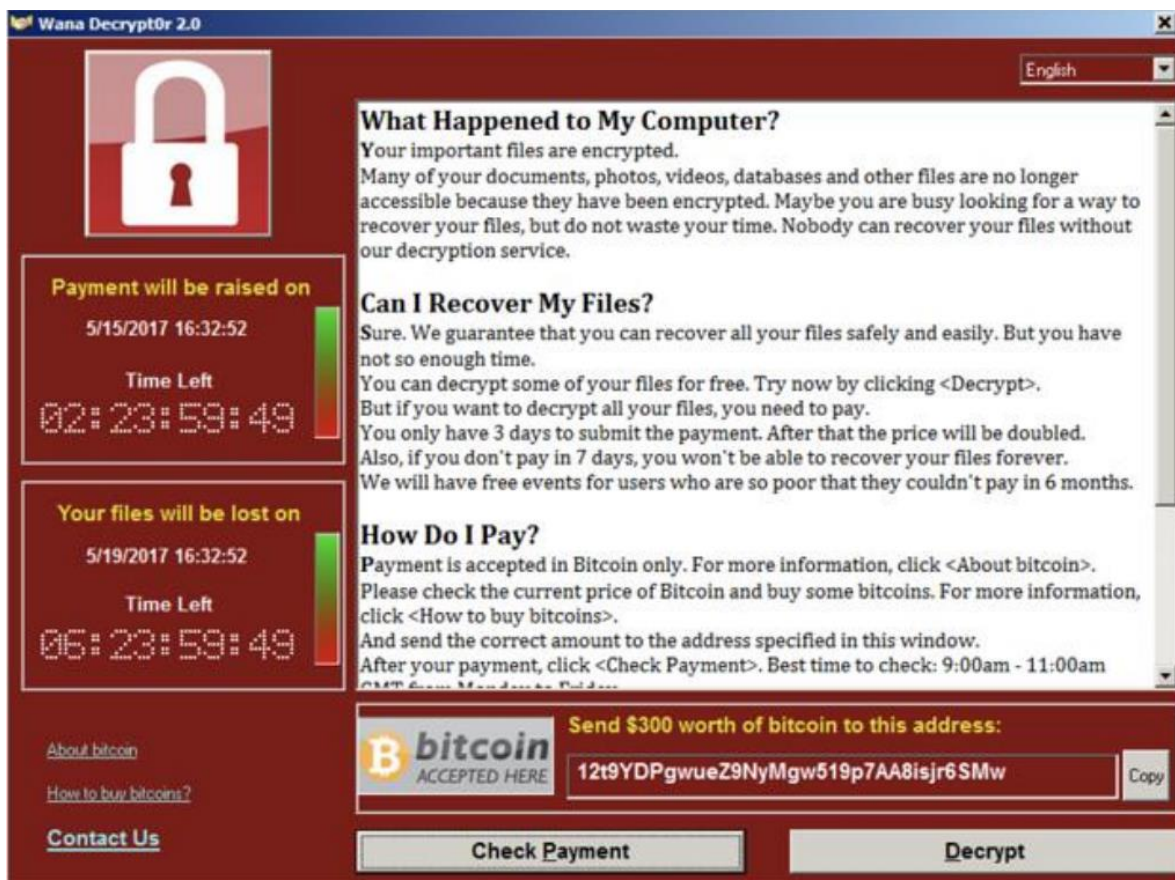 Wana Decrypt0r 2.0
English
What Happened to My Computer?
Your important files are encrypted.
Many of your documents, photos, videos, databases and other files are no longer
accessible because they have been encrypted. Maybe you are busy looking for a way to
recover your files, but do not waste your time. Nobody can recover your files without
our decryption service.
Can I Recover My Files?
Sure. We guarantee that you can recover all your files safely and easily. But you have
not so enough time.
You can decrypt some of your files for free. Try now by clicking <Decrypt>.
But if you want to decrypt all your files, you need to pay.
You only have 3 days to submit the payment. After that the price will be doubled.
Also, if you don't pay in 7 days, you won't be able to recover your files forever.
We will have free events for users who are so poor that they couldn't pay in 6 months.
How Do I Pay?
Payment is accepted in Bitcoin only. For more information, click <About bitcoin>.
Please check the current price of Bitcoin and buy some bitcoins. For more information,
click <How to buy bitcoins>.
And send the correct amount to the address specified in this window.
After your payment, click <Check Payment>. Best time to check: 9:00am - 11:00am
GMT from Monday to Friday
Payment will be raised on
5/15/2017 16:32:52
Time Left
02:23:59:49
Your files will be lost on
5/19/2017 16:32:52
Time Left
06:23:59:49
About bitcoin
How to buy bitcoins?
Contact Us
bitcoin
ACCEPTED HERE
Send $300 worth of bitcoin to this address:
12t9YDPgwueZ9NyMgw519p7AA8isjr6SMw
Copy
Check Payment
Decrypt